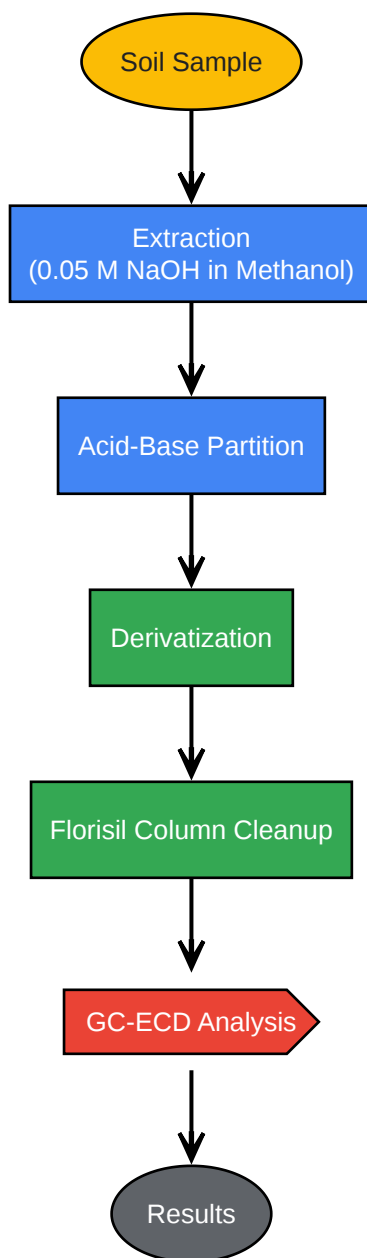 Soil Sample
Extraction
(0.05 M NaOH in Methanol)
Acid-Base Partition
Derivatization
Florisil Column Cleanup
GC-ECD Analysis
Results